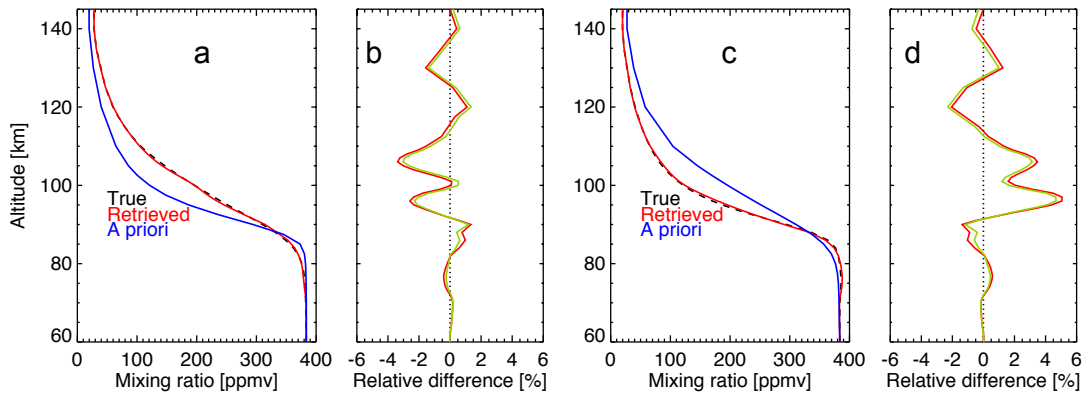 a
b
c
d
Altitude [km]
140
120
100
80
60
True
Retrieved
A priori
True
Retrieved
A priori
0 100 200 300 400
Mixing ratio [ppmv]
-6 -4 -2 0 2 4 6
Relative difference [%]
0 100 200 300 400
Mixing ratio [ppmv]
-6 -4 -2 0 2 4 6
Relative difference [%]